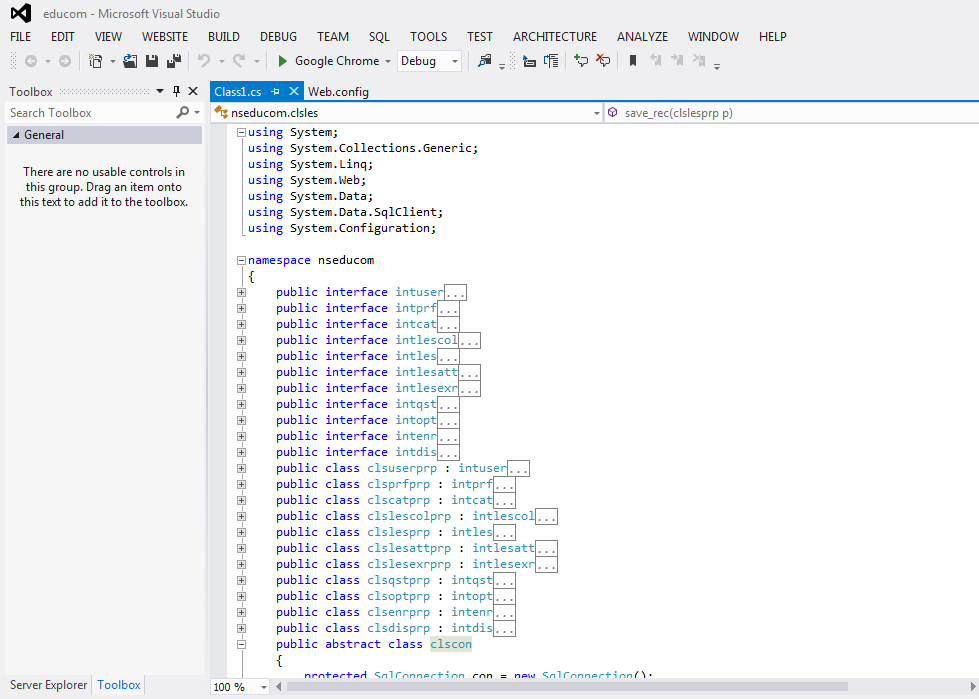 educom - Microsoft Visual Studio
FILE EDIT VIEW WEBSITE BUILD DEBUG TEAM SQL TOOLS TEST ARCHITECTURE ANALYZE WINDOW HELP
Google Chrome Debug
Toolbox
Search Toolbox
General
There are no usable controls in
this group. Drag an item onto
this text to add it to the toolbox.
Class1.cs Web.config
nseducom.clsles save_rec(clslesprp p)
using System;
using System.Collections.Generic;
using System.Linq;
using System.Web;
using System.Data;
using System.Data.SqlClient;
using System.Configuration;
namespace nseducom
{
public interface intuser...
public interface intprf...
public interface intcat...
public interface intlescol...
public interface intles...
public interface intlesatt...
public interface intlesexr...
public interface intqst...
public interface intopt...
public interface intenr...
public interface intdis...
public class clsuserprp : intuser...
public class clsprfprp : intprf...
public class clscatprp : intcat...
public class clslescolprp : intlescol...
public class clslesprp : intles...
public class clslesattprp : intlesatt...
public class clslesexrprp : intlesexr...
public class clsqstprp : intqst...
public class clsoptprp : intopt...
public class clsenrprp : intenr...
public class clsdisprp : intdis...
public abstract class clscon
{
protected SqlConnection con = new SqlConnection();
Server Explorer Toolbox
100 %